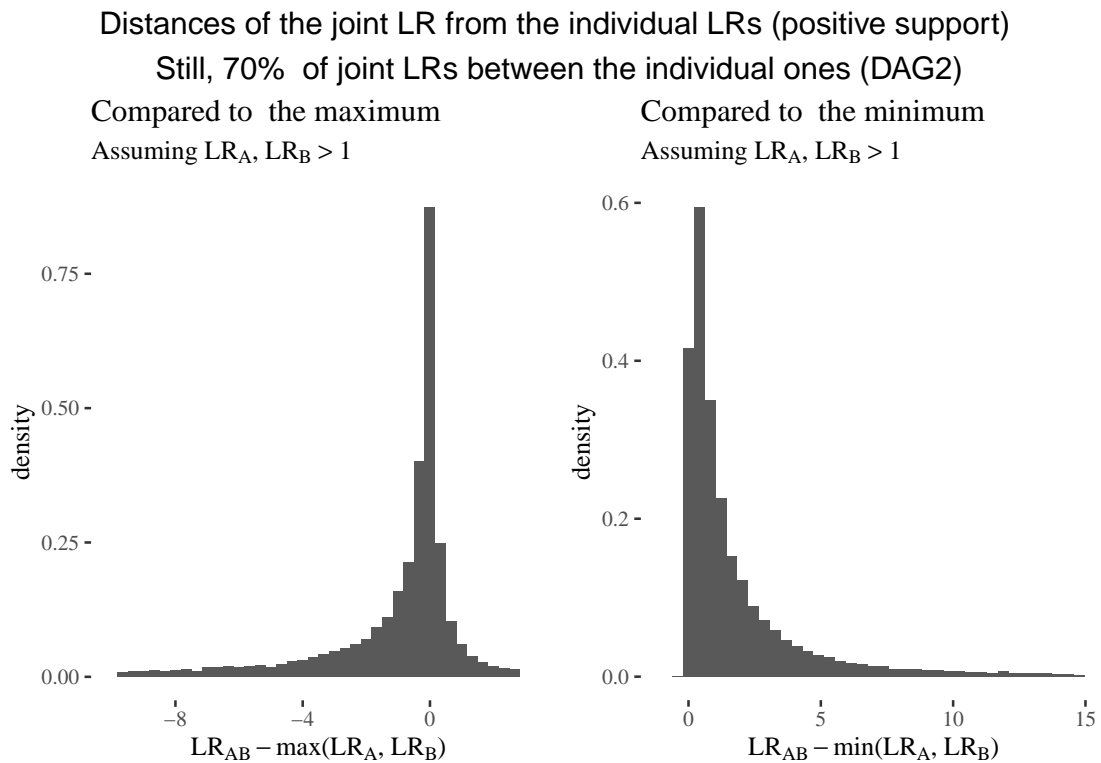 Distances of the joint LR from the individual LRs (positive support)
Still, 70%  of joint LRs between the individual ones (DAG2)
Compared to  the maximum
Assuming LR_A, LR_B > 1
0.75
0.50
0.25
0.00
density
−8
−4
0
LR_AB − max(LR_A, LR_B)
Compared to  the minimum
Assuming LR_A, LR_B > 1
0.6
0.4
0.2
0.0
density
0
5
10
15
LR_AB − min(LR_A, LR_B)